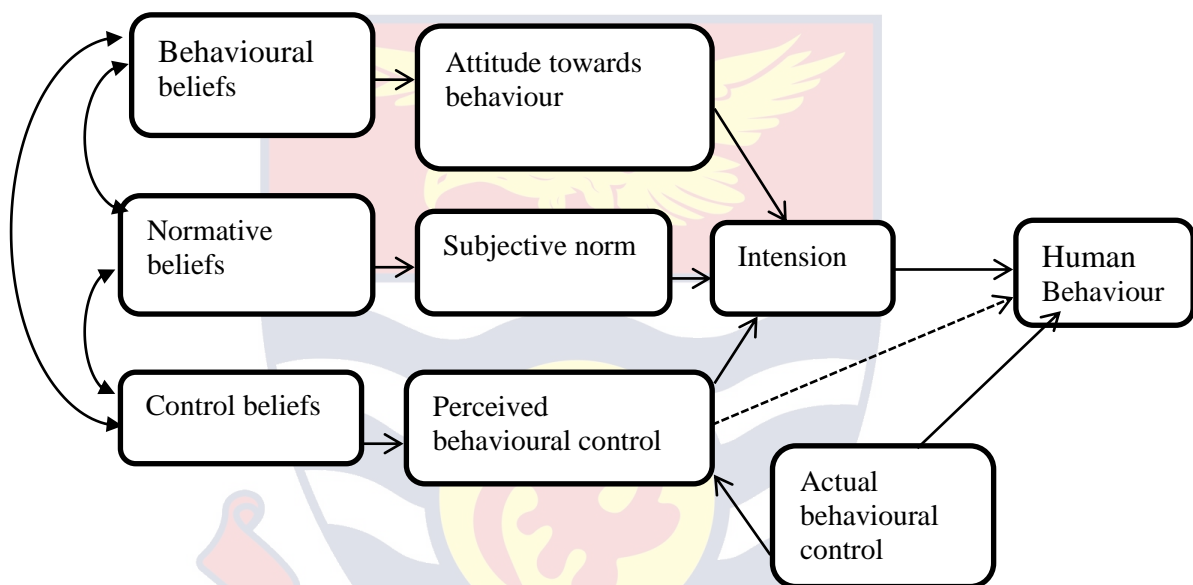 Behavioural
beliefs
Attitude towards
behaviour
Normative
beliefs
Subjective norm
Intension
Human
Behaviour
Control beliefs
Perceived
behavioural control
Actual
behavioural
control